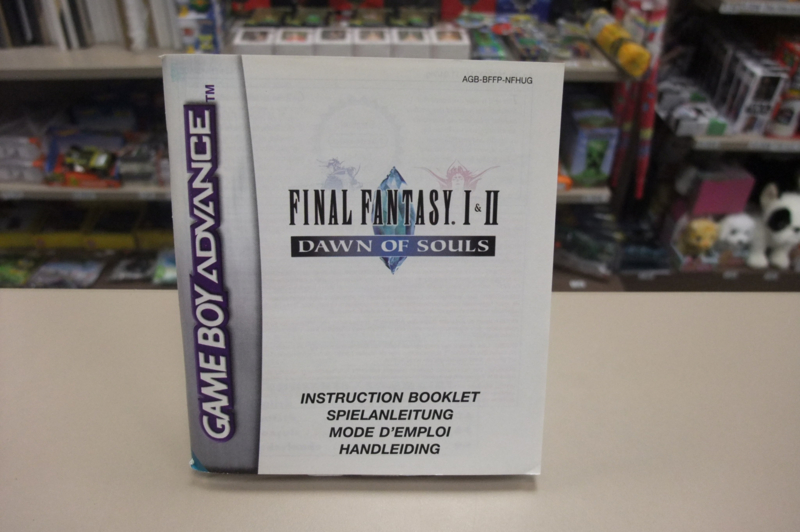 AGB-BFFP-NFHUG
GAME BOY ADVANCE™
FINAL FANTASY. I & II
DAWN OF SOULS
INSTRUCTION BOOKLET
SPIELANLEITUNG
MODE D'EMPLOI
HANDLEIDING